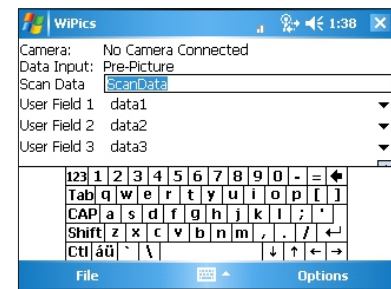 WiPics 1:38
Camera: No Camera Connected
Data Input: Pre-Picture
Scan Data ScanData
User Field 1 data1
User Field 2 data2
User Field 3 data3
123 1 2 3 4 5 6 7 8 9 0 - =
Tab q w e r t y u i o p [ ]
CAP a s d f g h j k l ; '
Shift z x c v b n m , . /
Ctl áü ` \
File Options